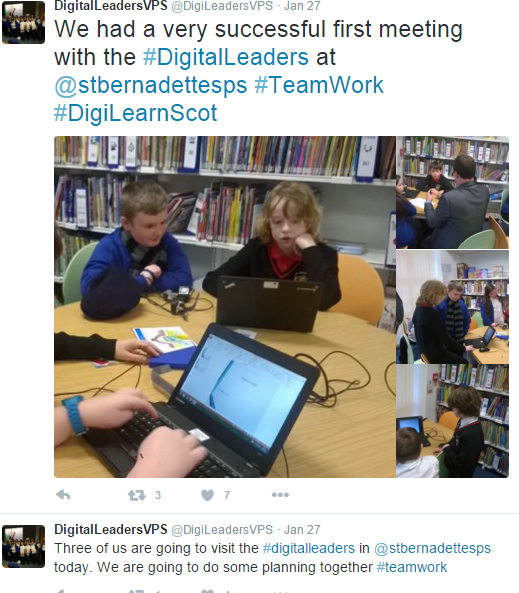 DigitalLeadersVPS @DigiLeadersVPS · Jan 27
We had a very successful first meeting
with the #DigitalLeaders at
@stbernadettesps #TeamWork
#DigiLearnScot
3 7
DigitalLeadersVPS @DigiLeadersVPS · Jan 27
Three of us are going to visit the #digitalleaders in @stbernadettesps
today. We are going to do some planning together #teamwork